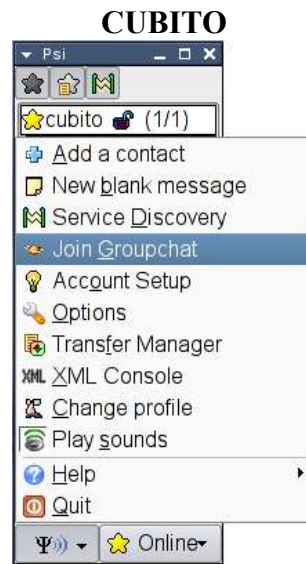 CUBITO
Psi
cubito (1/1)
Add a contact
New blank message
Service Discovery
Join Groupchat
Account Setup
Options
Transfer Manager
XML XML Console
Change profile
Play sounds
Help
Quit
Ψ Online